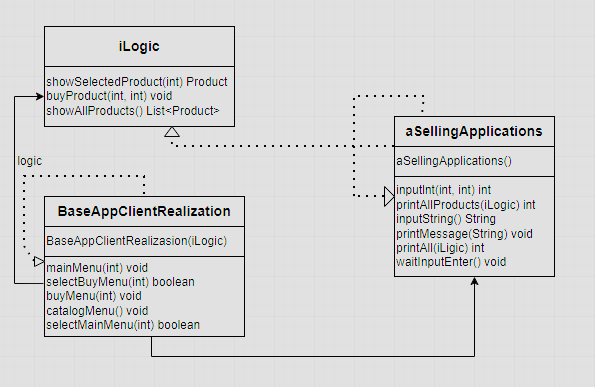 iLogic
showSelectedProduct(int) Product
buyProduct(int, int) void
showAllProducts() List<Product>
aSellingApplications
aSellingApplications()
inputInt(int, int) int
printAllProducts(iLogic) int
inputString() String
printMessage(String) void
printAll(iLigic) int
waitInputEnter() void
logic
BaseAppClientRealization
BaseAppClientRealizasion(iLogic)
mainMenu(int) void
selectBuyMenu(int) boolean
buyMenu(int) void
catalogMenu() void
selectMainMenu(int) boolean